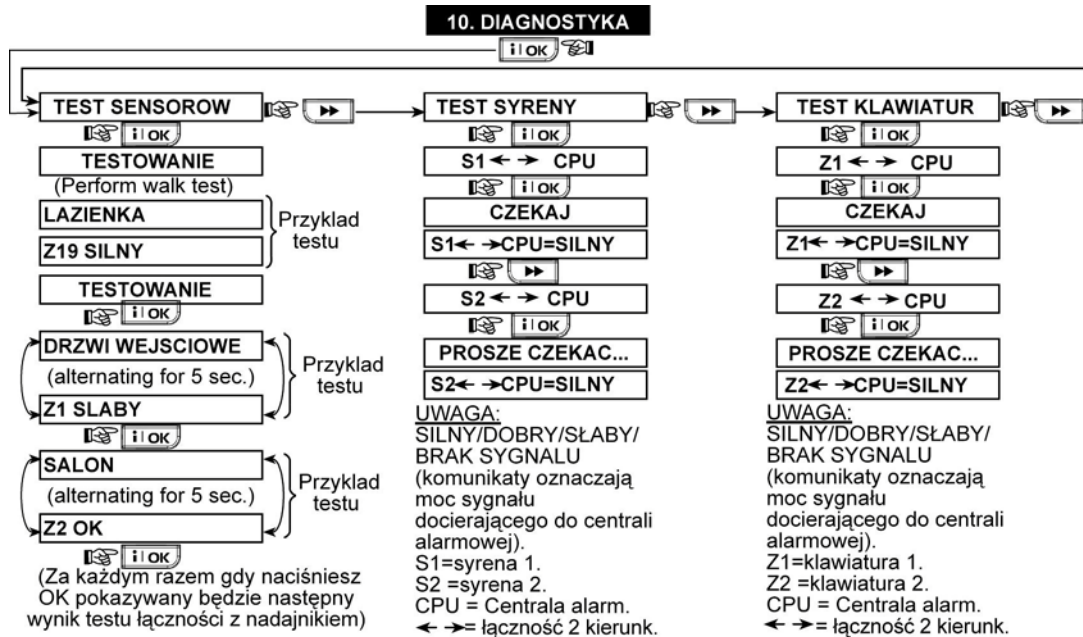 10. DIAGNOSTYKA
i OK
TEST SENSOROW
i OK
TESTOWANIE
(Perform walk test)
LAZIENKA
Z19 SILNY
Przyklad
testu
TESTOWANIE
i OK
DRZWI WEJSCIOWE
(alternating for 5 sec.)
Z1 SLABY
Przyklad
testu
i OK
SALON
(alternating for 5 sec.)
Z2 OK
Przyklad
testu
i OK
(Za każdym razem gdy naciśniesz
OK pokazywany będzie następny
wynik testu łączności z nadajnikiem)
TEST SYRENY
i OK
S1 ← → CPU
i OK
CZEKAJ
S1← →CPU=SILNY
S2 ← → CPU
i OK
PROSZE CZEKAC...
S2← →CPU=SILNY
UWAGA:
SILNY/DOBRY/SŁABY/
BRAK SYGNALU
(komunikaty oznaczają
moc sygnału
docierającego do centrali
alarmowej).
S1=syrena 1.
S2 =syrena 2.
CPU = Centrala alarm.
← →= łączność 2 kierunk.
TEST KLAWIATUR
i OK
Z1 ← → CPU
i OK
CZEKAJ
Z1← →CPU=SILNY
Z2 ← → CPU
i OK
PROSZE CZEKAC...
Z2← →CPU=SILNY
UWAGA:
SILNY/DOBRY/SŁABY/
BRAK SYGNALU
(komunikaty oznaczają
moc sygnału
docierającego do centrali
alarmowej).
Z1=klawiatura 1.
Z2 =klawiatura 2.
CPU = Centrala alarm.
← →= łączność 2 kierunk.